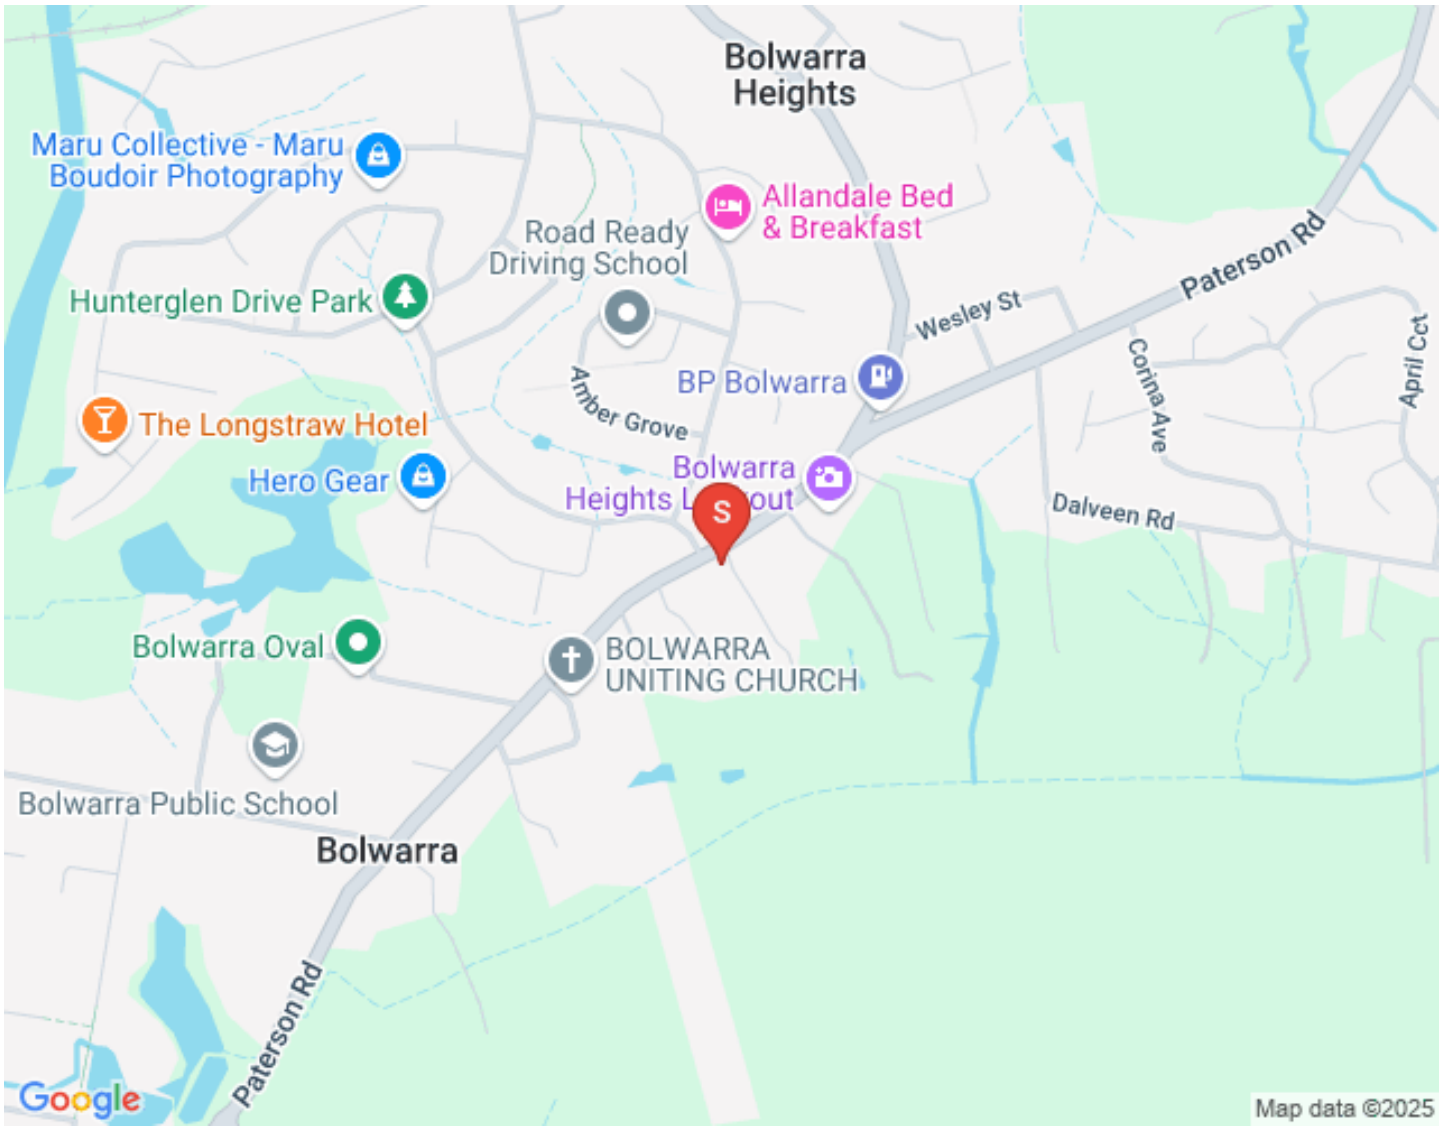 Bolwarra
Heights
Maru Collective - Maru
Boudoir Photography
Allandale Bed
& Breakfast
Road Ready
Driving School
Paterson Rd
Hunterglen Drive Park
Wesley St
Corina Ave
April Cct
BP Bolwarra
Amber Grove
The Longstraw Hotel
Bolwarra
Heights
Hero Gear
S
Dalveen Rd
Bolwarra Oval
BOLWARRA
UNITING CHURCH
Bolwarra Public School
Bolwarra
Paterson Rd
Google
Map data ©2025